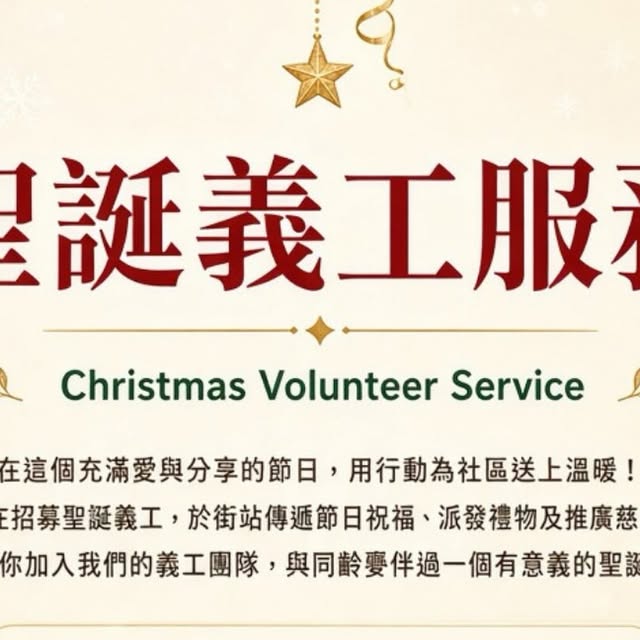 聖誕義工服務
Christmas Volunteer Service
在這個充滿愛與分享的節日，用行動為社區送上溫暖！
在招募聖誕義工，於街站傳遞節日祝福、派發禮物及推廣慈
你加入我們的義工團隊，與同齡伴過一個有意義的聖誕